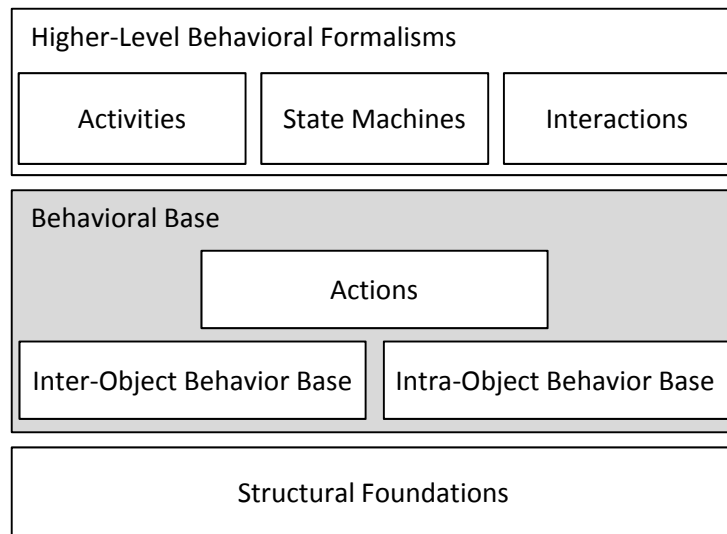 Higher-Level Behavioral Formalisms
Activities
State Machines
Interactions
Behavioral Base
Actions
Inter-Object Behavior Base
Intra-Object Behavior Base
Structural Foundations